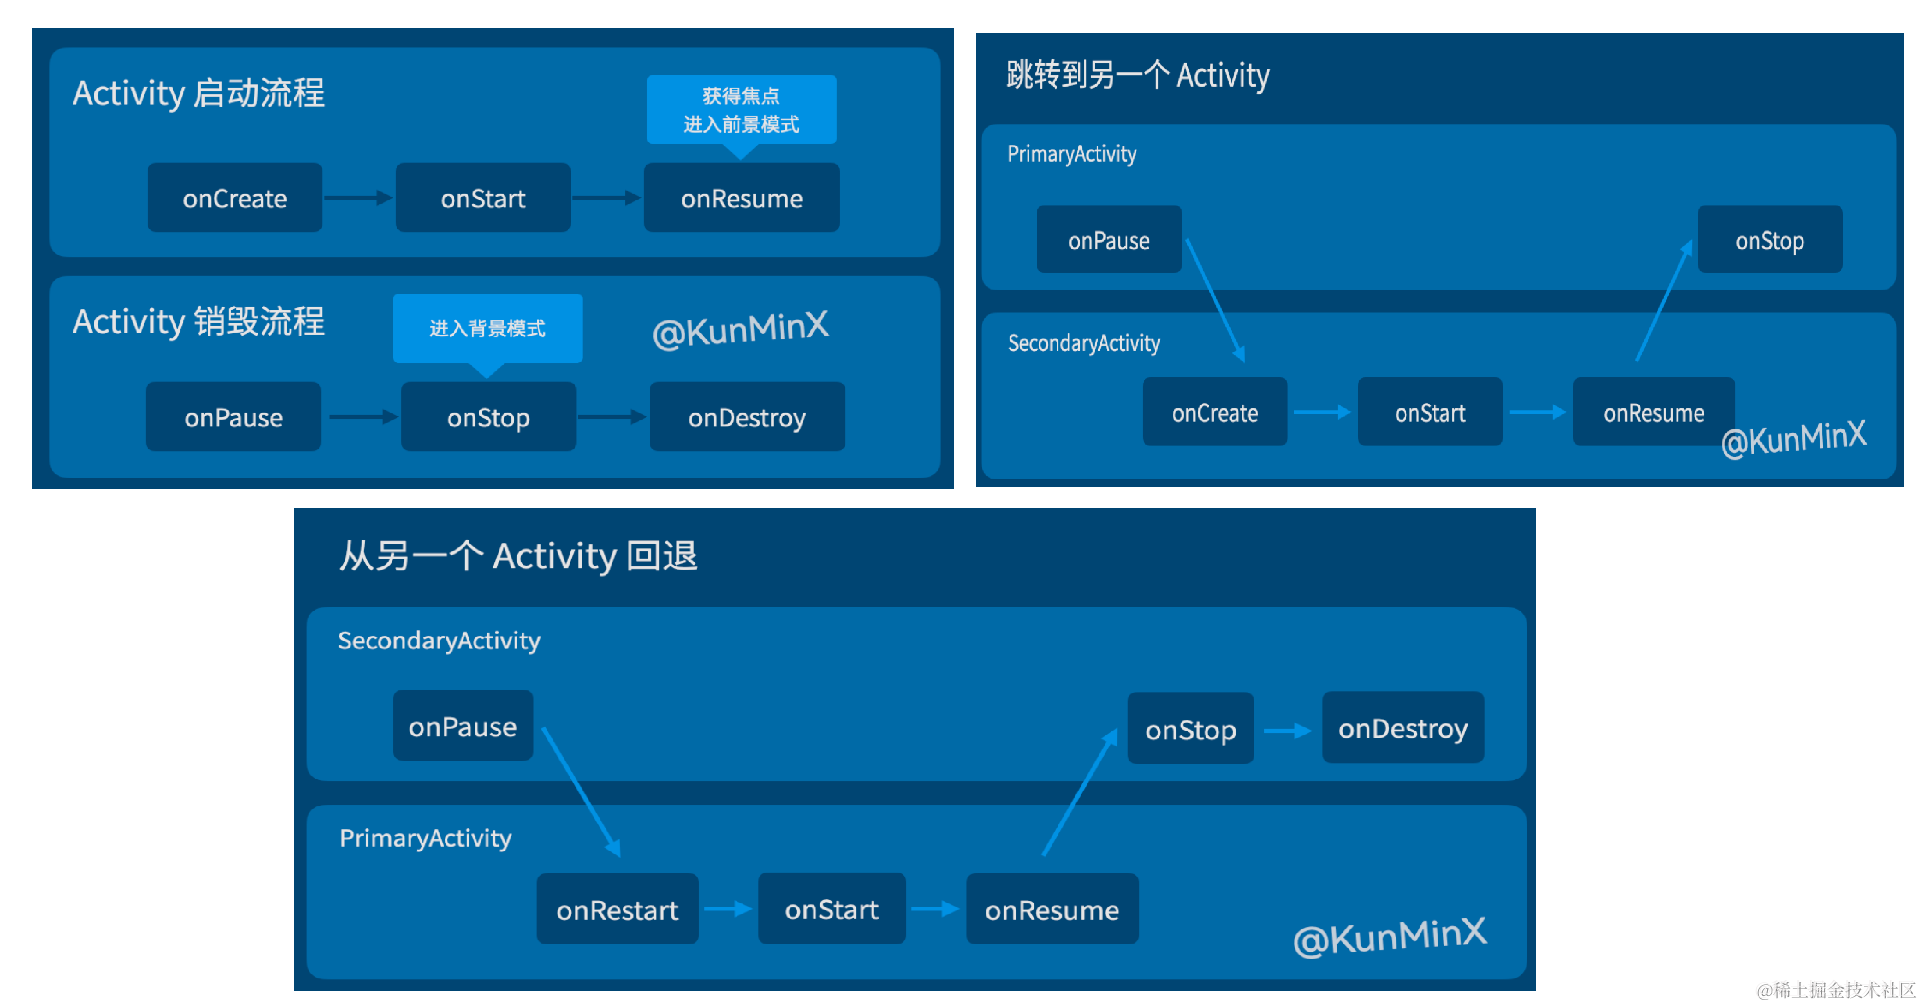 Activity 启动流程
获得焦点
进入前景模式
onCreate
onStart
onResume
Activity 销毁流程
进入背景模式
@KunMinX
onPause
onStop
onDestroy
跳转到另一个 Activity
PrimaryActivity
onPause
onStop
SecondaryActivity
onCreate
onStart
onResume
@KunMinX
从另一个 Activity 回退
SecondaryActivity
onPause
onStop
onDestroy
PrimaryActivity
onRestart
onStart
onResume
@KunMinX
@稀土掘金技术社区